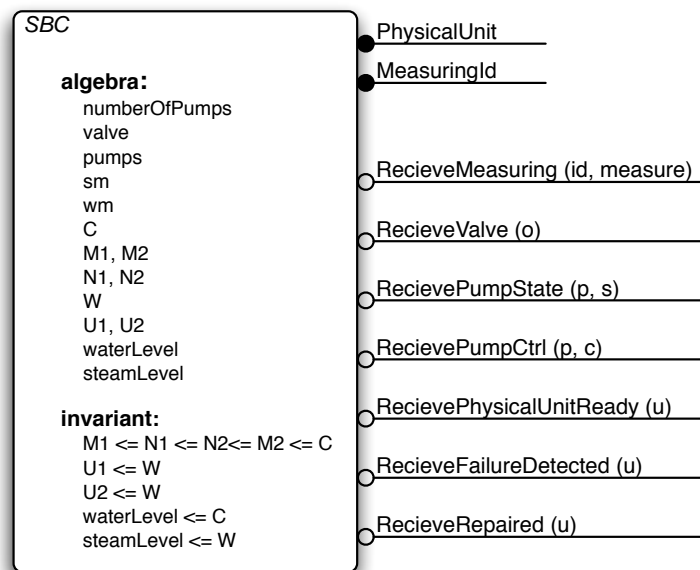 SBC
algebra:
numberOfPumps
valve
pumps
sm
wm
C
M1, M2
N1, N2
W
U1, U2
waterLevel
steamLevel
invariant:
M1 <= N1 <= N2<= M2 <= C
U1 <= W
U2 <= W
waterLevel <= C
steamLevel <= W
PhysicalUnit
MeasuringId
RecieveMeasuring (id, measure)
RecieveValve (o)
RecievePumpState (p, s)
RecievePumpCtrl (p, c)
RecievePhysicalUnitReady (u)
RecieveFailureDetected (u)
RecieveRepaired (u)